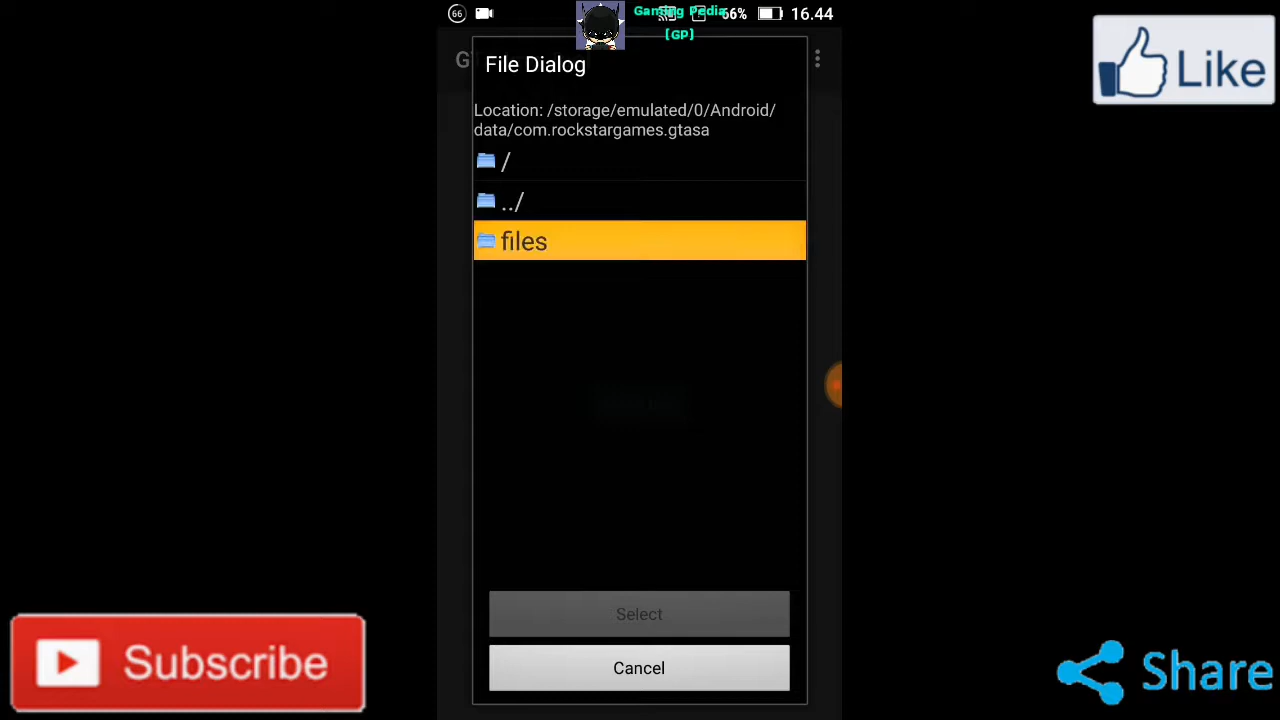 66
66%
16.44
Gaming Pedia
[GP]
File Dialog
Location: /storage/emulated/0/Android/
data/com.rockstargames.gtasa
/
../
files
Select
Cancel
Like
Subscribe
Share